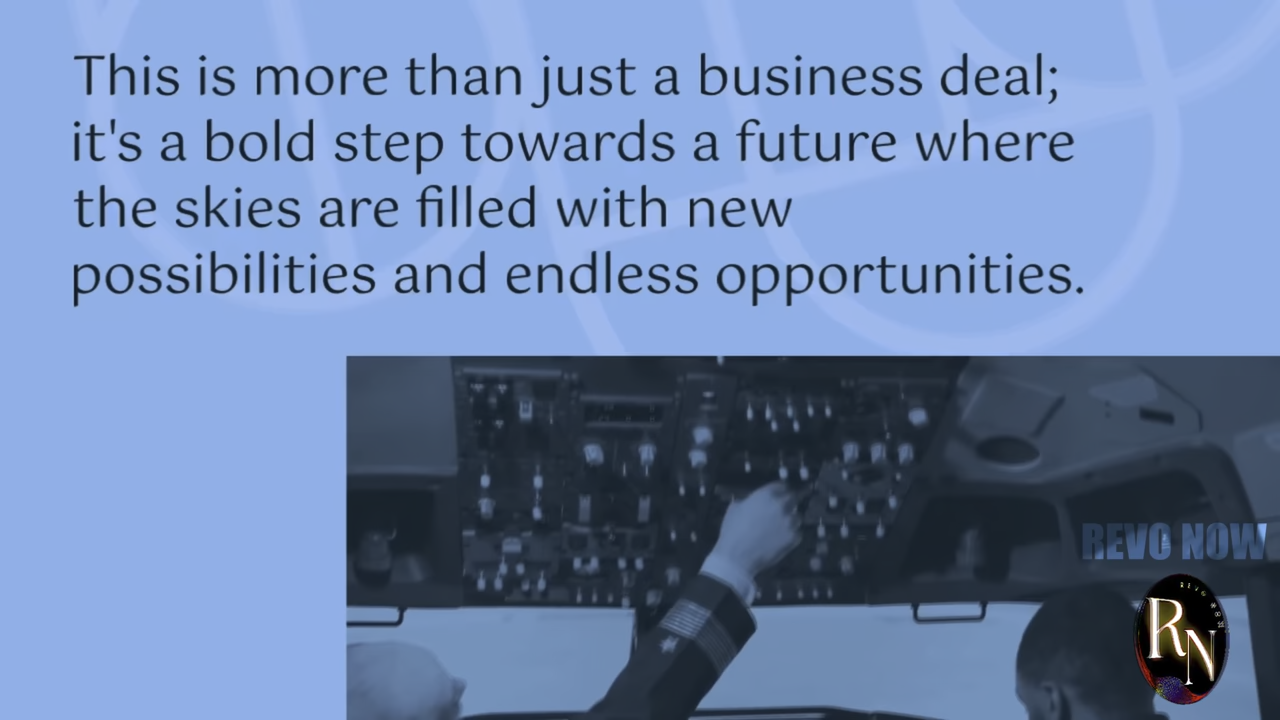 This is more than just a business deal;
it's a bold step towards a future where
the skies are filled with new
possibilities and endless opportunities.
REVO NOW
RN